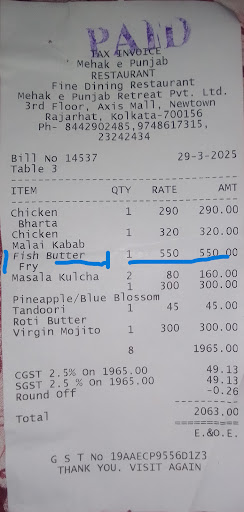 PAID
TAX INVOICE
Mehak e Punjab
RESTAURANT
Fine Dining Restaurant
Mehak e Punjab Retreat Pvt. Ltd.
3rd Floor, Axis Mall, Newtown
Rajarhat, Kolkata-700156
Ph- 8442902485,9748617315,
23242434
Bill No 14537 29-3-2025
Table 3
ITEM QTY RATE AMT
Chicken 1 290 290.00
Bharta
Chicken 1 320 320.00
Malai Kabab
Fish Butter 1 550 550.00
Fry
Masala Kulcha 2 80 160.00
1 300 300.00
Pineapple/Blue Blossom
Tandoori 1 45 45.00
Roti Butter
Virgin Mojito 1 300 300.00
8 1965.00
CGST 2.5% On 1965.00 49.13
SGST 2.5 % On 1965.00 49.13
Round Off -0.26
Total 2063.00
E.&O.E.
G S T No 19AAECP9556D1Z3
THANK YOU. VISIT AGAIN